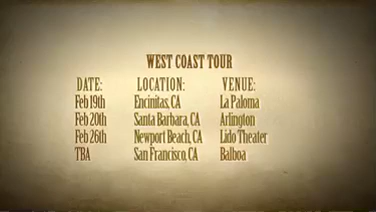 WEST COAST TOUR
DATE: LOCATION: VENUE:
Feb 19th Encinitas, CA La Paloma
Feb 20th Santa Barbara, CA Arlington
Feb 26th Newport Beach, CA Lido Theater
TBA San Francisco, CA Balboa